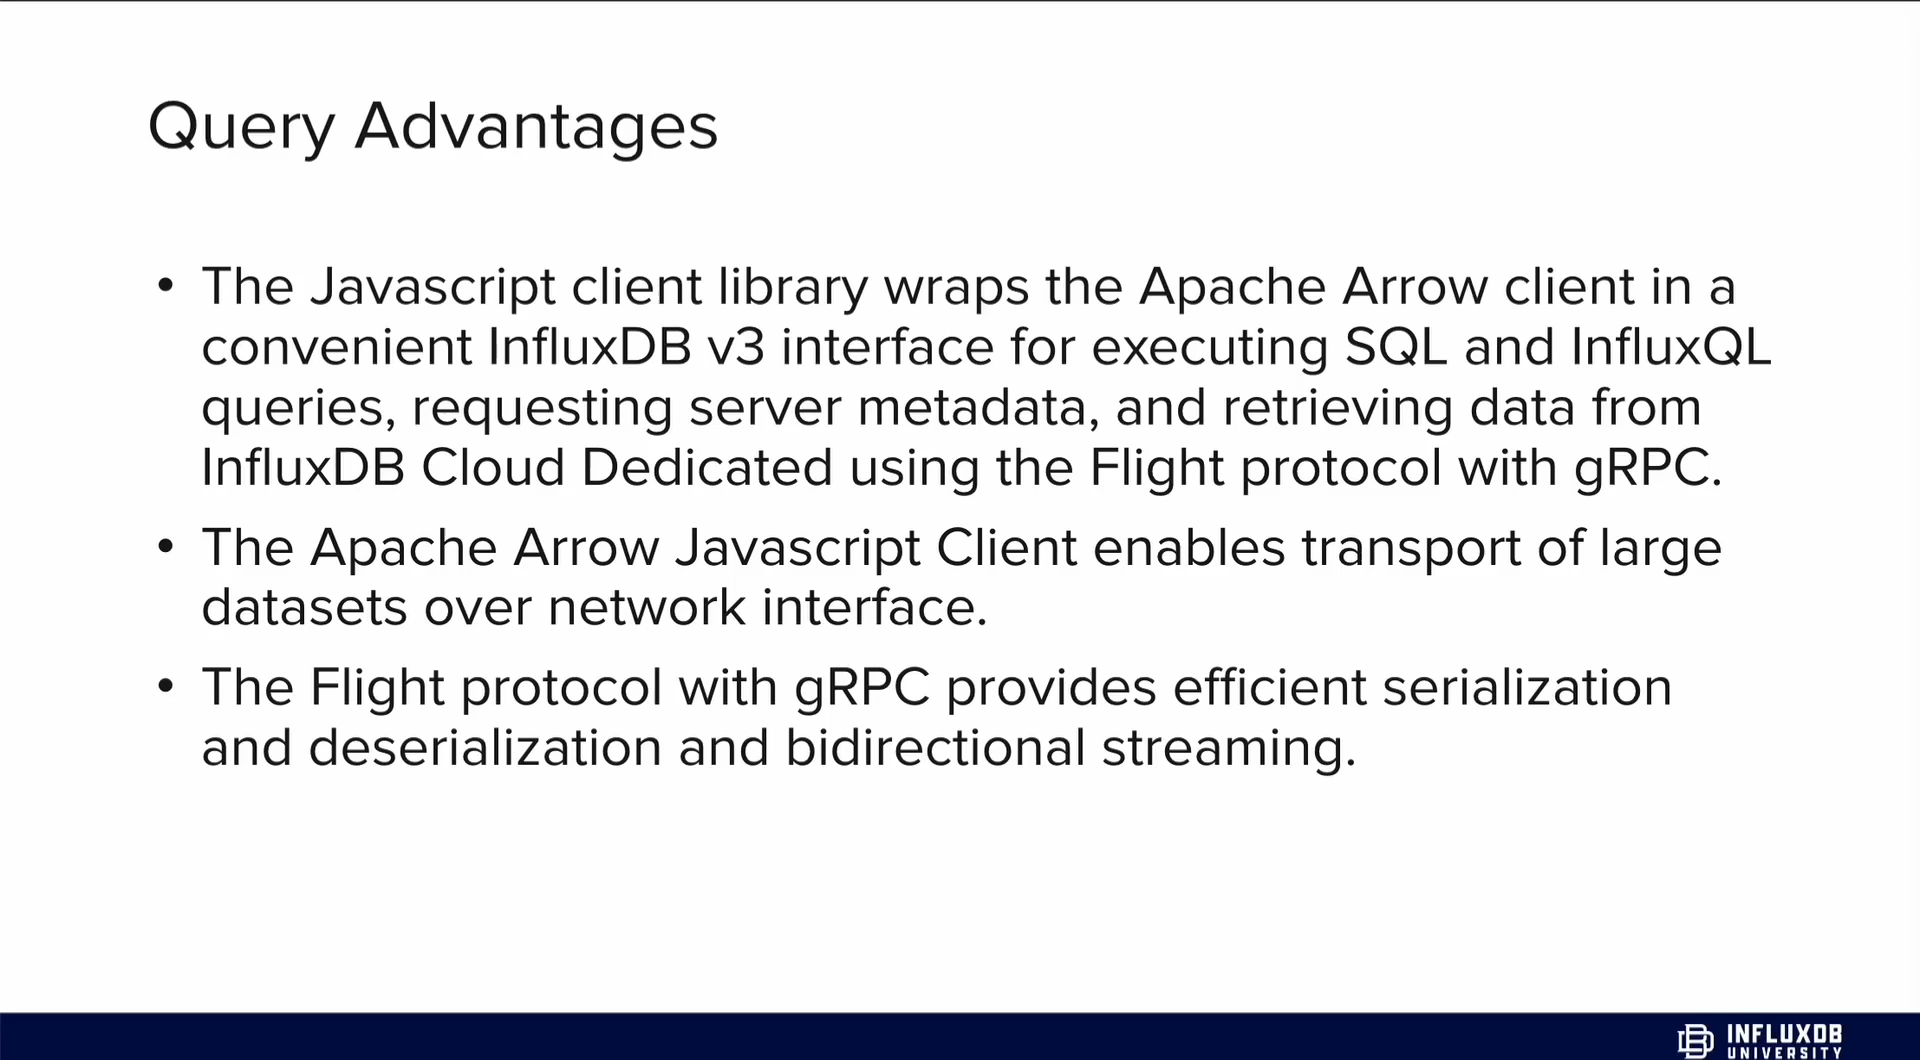 Query Advantages
• The Javascript client library wraps the Apache Arrow client in a
convenient InfluxDB v3 interface for executing SQL and InfluxQL
queries, requesting server metadata, and retrieving data from
InfluxDB Cloud Dedicated using the Flight protocol with gRPC.
• The Apache Arrow Javascript Client enables transport of large
datasets over network interface.
• The Flight protocol with gRPC provides efficient serialization
and deserialization and bidirectional streaming.
INFLUXDB
UNIVERSITY